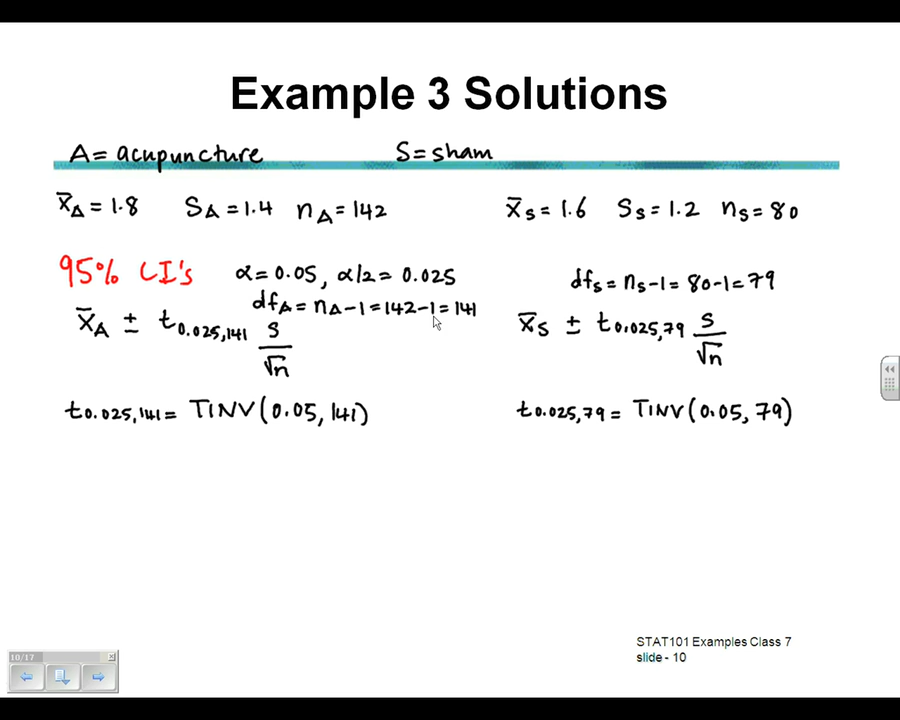 Example 3 Solutions
A = acupuncture S = sham
x̄A = 1.8 SA = 1.4 nA = 142 x̄s = 1.6 Ss = 1.2 ns = 80
95% CI's α = 0.05, α/2 = 0.025 dfs = ns-1 = 80-1 = 79
dfA = nA-1 = 142-1 = 141
x̄A ± t0.025,141 s/√n x̄s ± t0.025,79 s/√n
t0.025,141 = TINV(0.05, 141) t0.025,79 = TINV(0.05, 79)
STAT101 Examples Class 7
slide - 10
10/17